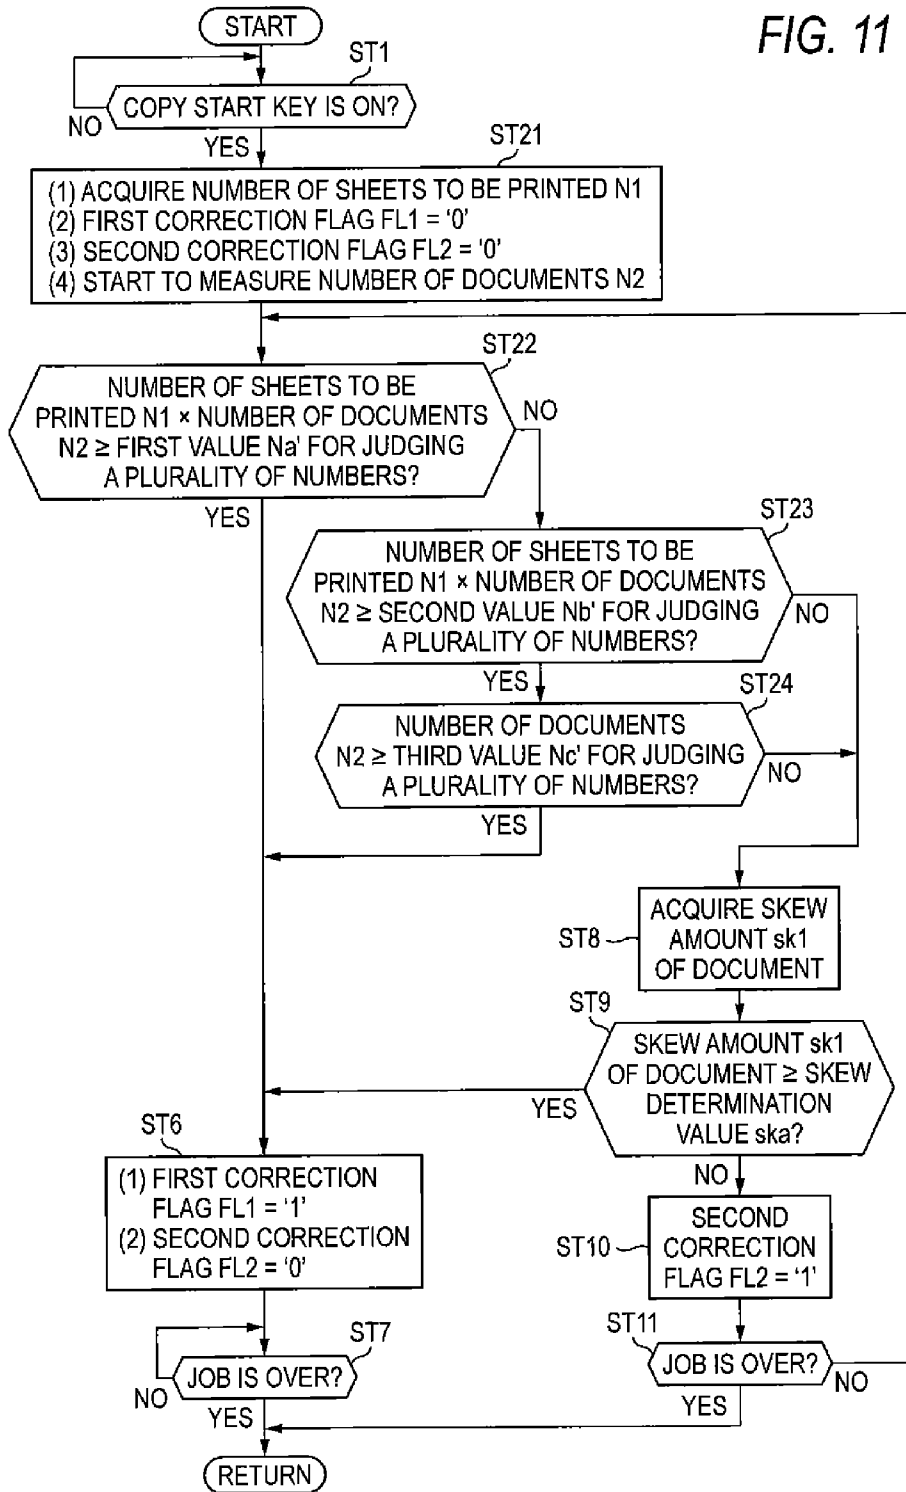 FIG. 11
START
ST1
COPY START KEY IS ON?
NO
YES
ST21
(1) ACQUIRE NUMBER OF SHEETS TO BE PRINTED N1
(2) FIRST CORRECTION FLAG FL1 = '0'
(3) SECOND CORRECTION FLAG FL2 = '0'
(4) START TO MEASURE NUMBER OF DOCUMENTS N2
ST22
NUMBER OF SHEETS TO BE
PRINTED N1 × NUMBER OF DOCUMENTS
N2 ≥ FIRST VALUE Na' FOR JUDGING
A PLURALITY OF NUMBERS?
NO
YES
ST23
NUMBER OF SHEETS TO BE
PRINTED N1 × NUMBER OF DOCUMENTS
N2 ≥ SECOND VALUE Nb' FOR JUDGING
A PLURALITY OF NUMBERS?
NO
YES
ST24
NUMBER OF DOCUMENTS
N2 ≥ THIRD VALUE Nc' FOR JUDGING
A PLURALITY OF NUMBERS?
NO
YES
ST8
ACQUIRE SKEW
AMOUNT sk1
OF DOCUMENT
ST9
SKEW AMOUNT sk1
OF DOCUMENT ≥ SKEW
DETERMINATION
VALUE ska?
YES
NO
ST6
(1) FIRST CORRECTION
FLAG FL1 = '1'
(2) SECOND CORRECTION
FLAG FL2 = '0'
ST10
SECOND
CORRECTION
FLAG FL2 = '1'
ST7
JOB IS OVER?
NO
YES
ST11
JOB IS OVER?
NO
YES
RETURN